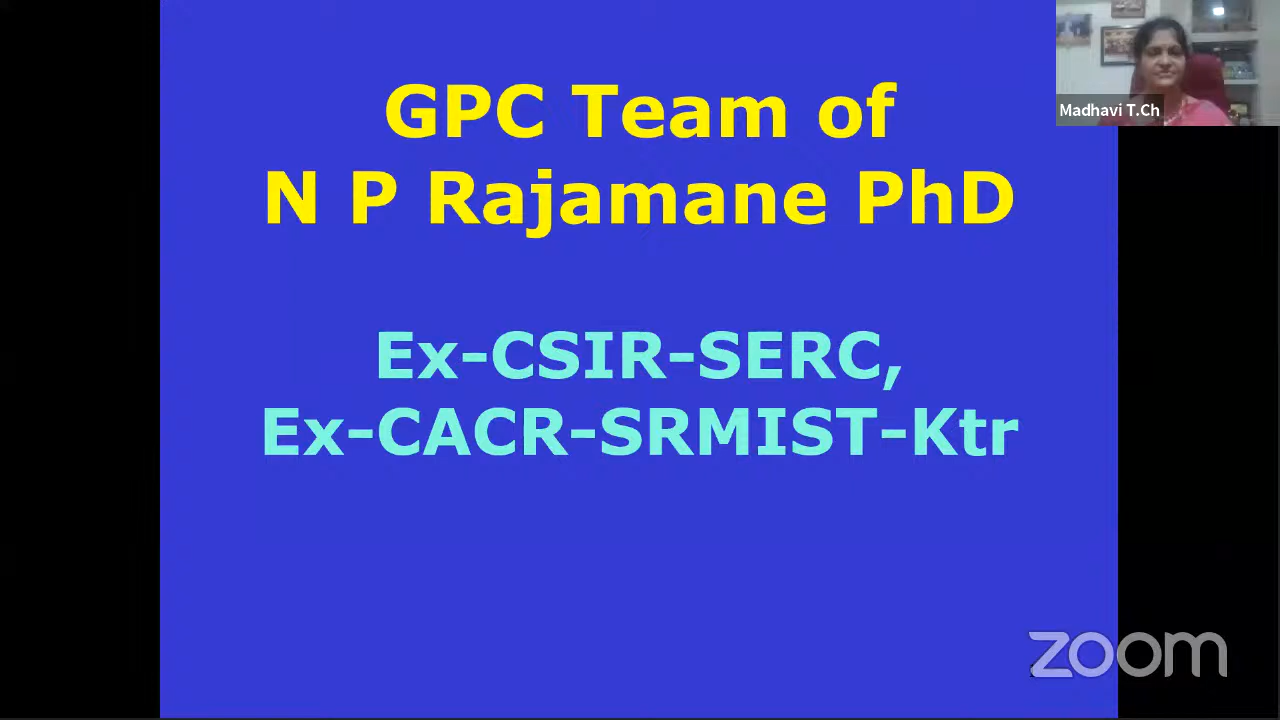 GPC Team of
N P Rajamane PhD
Ex-CSIR-SERC,
Ex-CACR-SRMIST-Ktr
Madhavi T.Ch
zoom